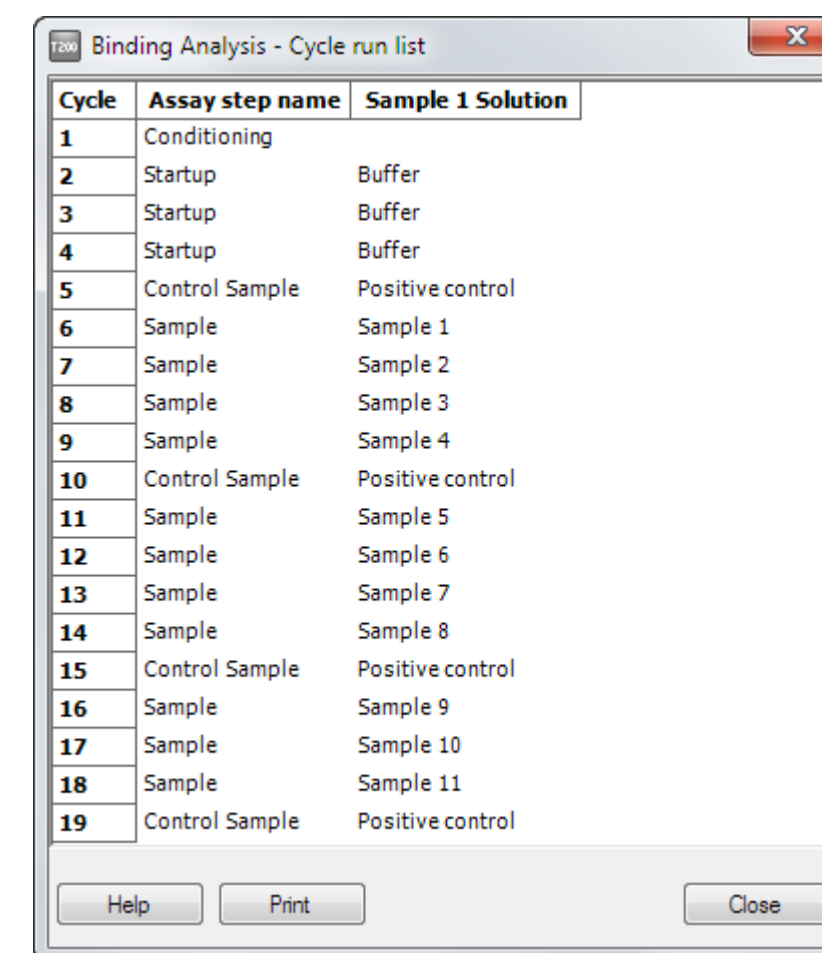 T200 Binding Analysis - Cycle run list
Cycle Assay step name Sample 1 Solution
1 Conditioning
2 Startup Buffer
3 Startup Buffer
4 Startup Buffer
5 Control Sample Positive control
6 Sample Sample 1
7 Sample Sample 2
8 Sample Sample 3
9 Sample Sample 4
10 Control Sample Positive control
11 Sample Sample 5
12 Sample Sample 6
13 Sample Sample 7
14 Sample Sample 8
15 Control Sample Positive control
16 Sample Sample 9
17 Sample Sample 10
18 Sample Sample 11
19 Control Sample Positive control
Help Print Close